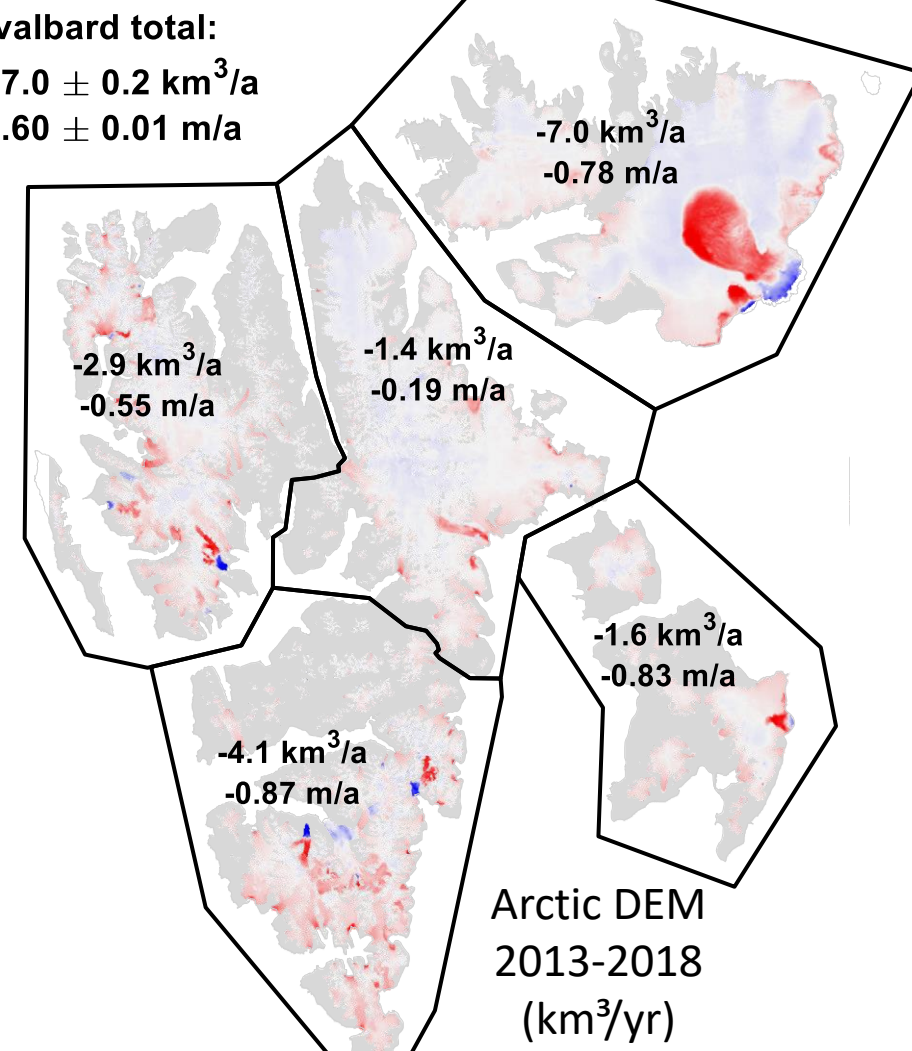 valbard total:
7.0 ± 0.2 km³/a
.60 ± 0.01 m/a
-7.0 km³/a
-0.78 m/a
-2.9 km³/a
-0.55 m/a
-1.4 km³/a
-0.19 m/a
-1.6 km³/a
-0.83 m/a
-4.1 km³/a
-0.87 m/a
Arctic DEM
2013-2018
(km³/yr)